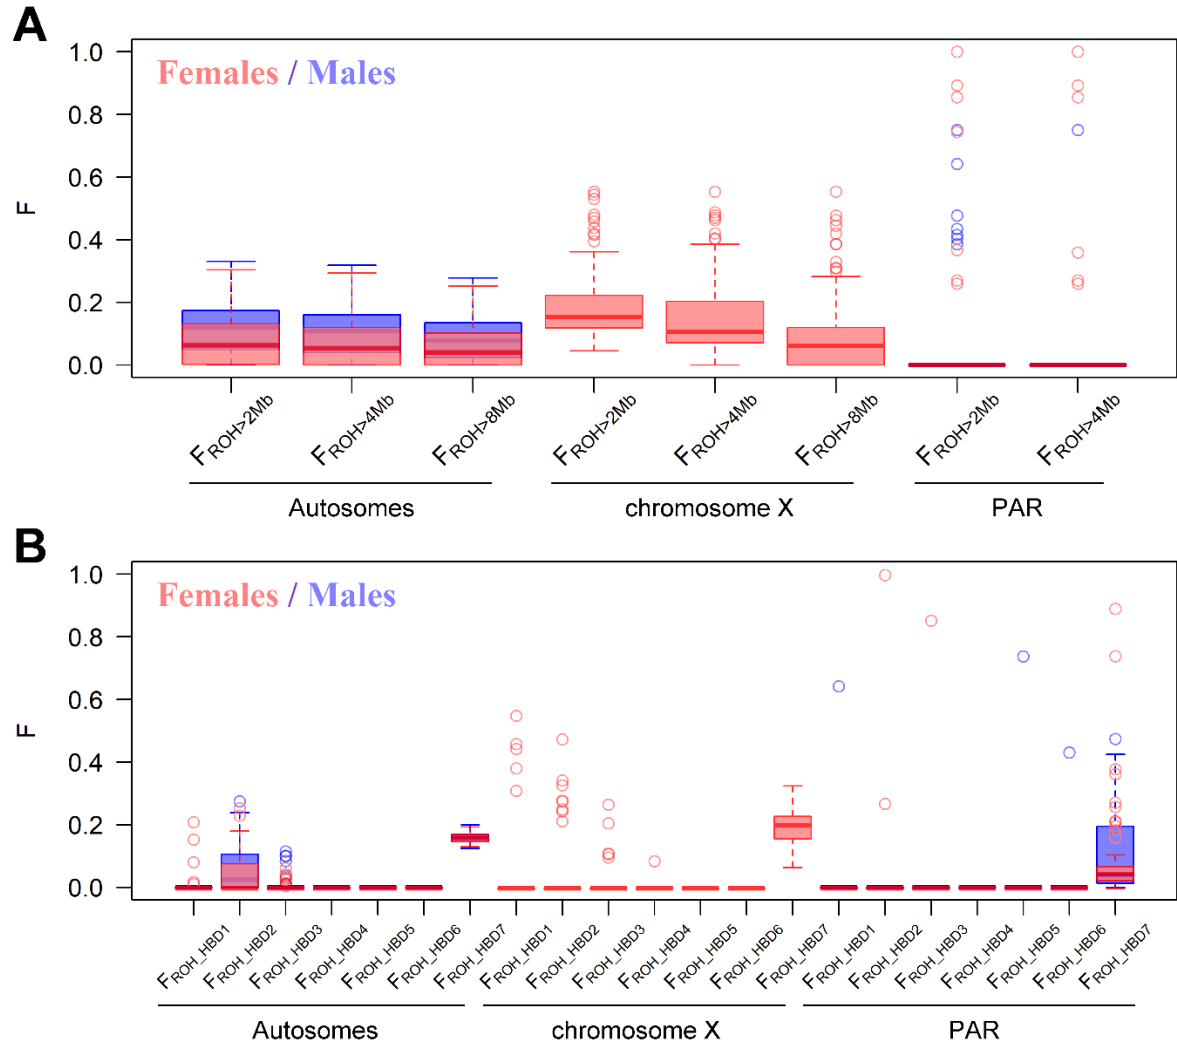 A
Females / Males
F
1.0
0.8
0.6
0.4
0.2
0.0
FROH>2Mb
FROH>4Mb
FROH>8Mb
FROH>2Mb
FROH>4Mb
FROH>8Mb
FROH>2Mb
FROH>4Mb
Autosomes
chromosome X
PAR
B
Females / Males
F
1.0
0.8
0.6
0.4
0.2
0.0
FROH_HBD1
FROH_HBD2
FROH_HBD3
FROH_HBD4
FROH_HBD5
FROH_HBD6
FROH_HBD7
FROH_HBD1
FROH_HBD2
FROH_HBD3
FROH_HBD4
FROH_HBD5
FROH_HBD6
FROH_HBD7
FROH_HBD1
FROH_HBD2
FROH_HBD3
FROH_HBD4
FROH_HBD5
FROH_HBD6
FROH_HBD7
Autosomes
chromosome X
PAR